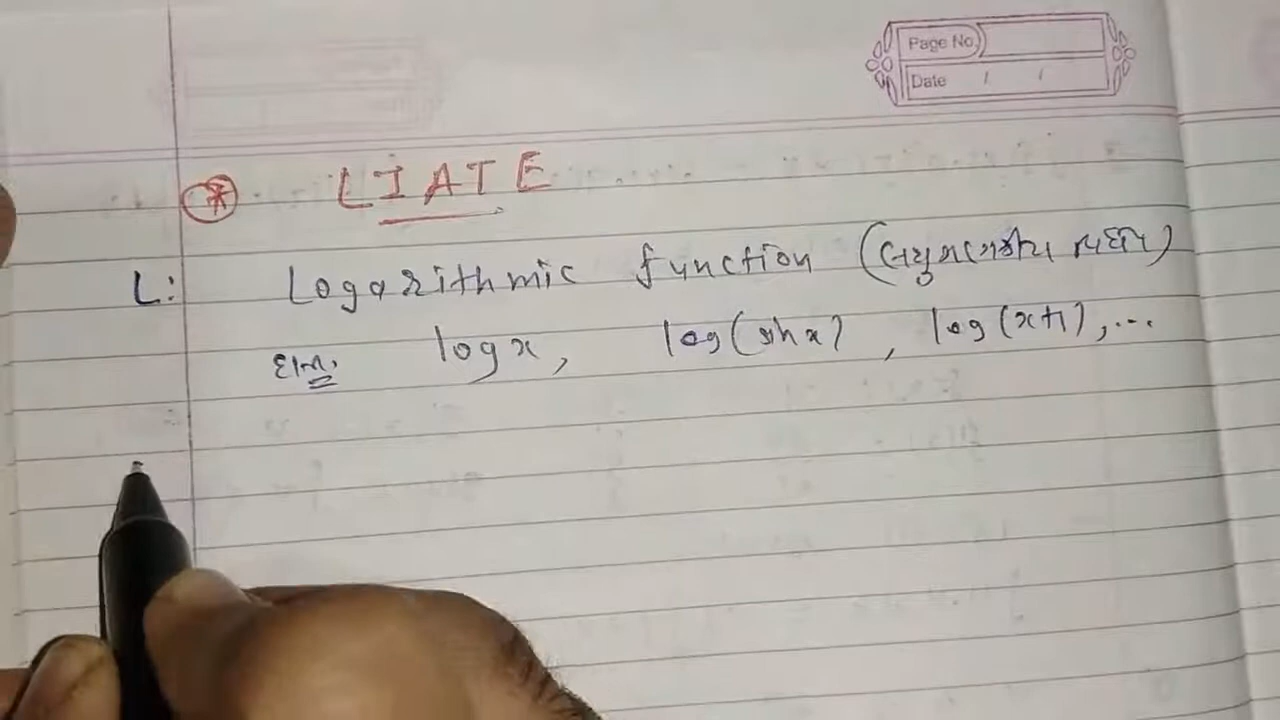 Page No.
Date / /
* LIATE
L: Logarithmic function (લઘુગણકીય વિધેય)
દા.ત. log x, log(sin x), log(x+1),...